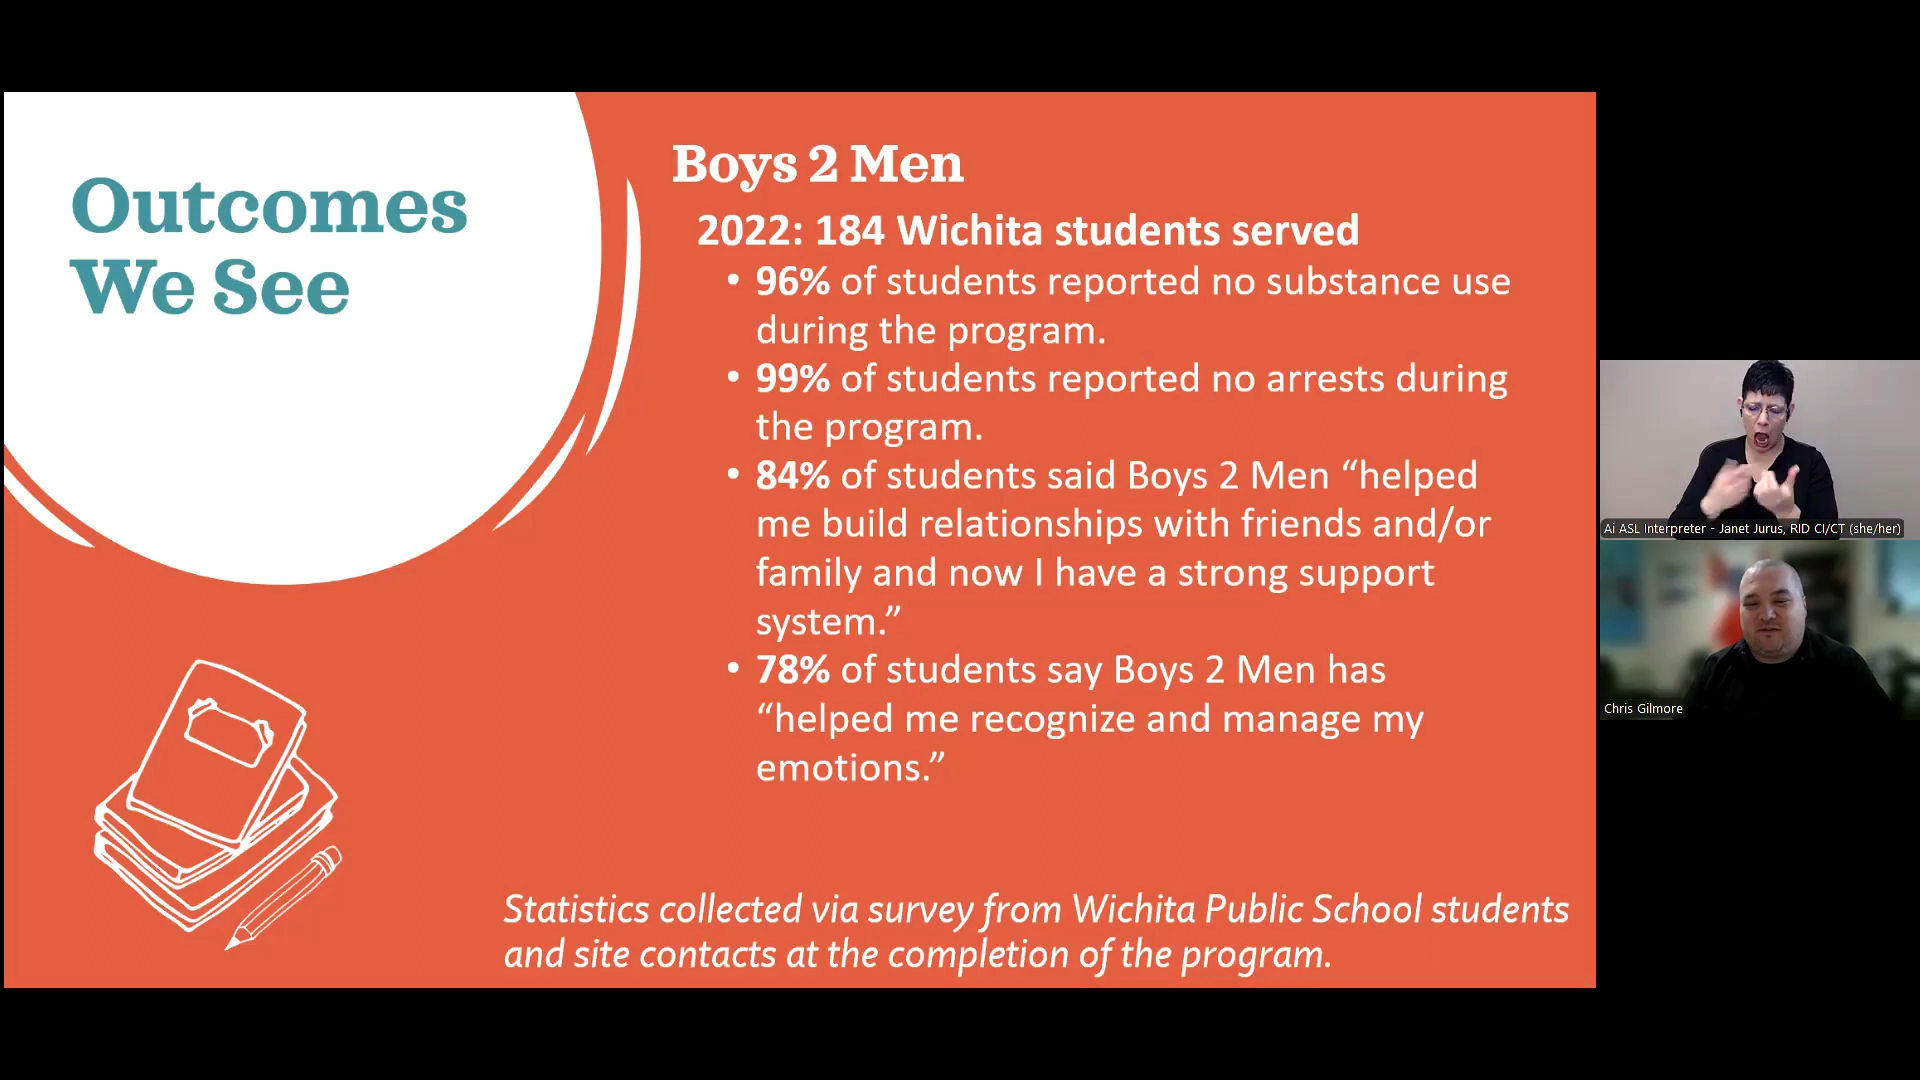 Outcomes
We See
Boys 2 Men
2022: 184 Wichita students served
• 96% of students reported no substance use
during the program.
• 99% of students reported no arrests during
the program.
• 84% of students said Boys 2 Men “helped
me build relationships with friends and/or
family and now I have a strong support
system.”
• 78% of students say Boys 2 Men has
“helped me recognize and manage my
emotions.”
Statistics collected via survey from Wichita Public School students
and site contacts at the completion of the program.
Ai ASL Interpreter - Janet Jurus, RID CI/CT (she/her)
Chris Gilmore